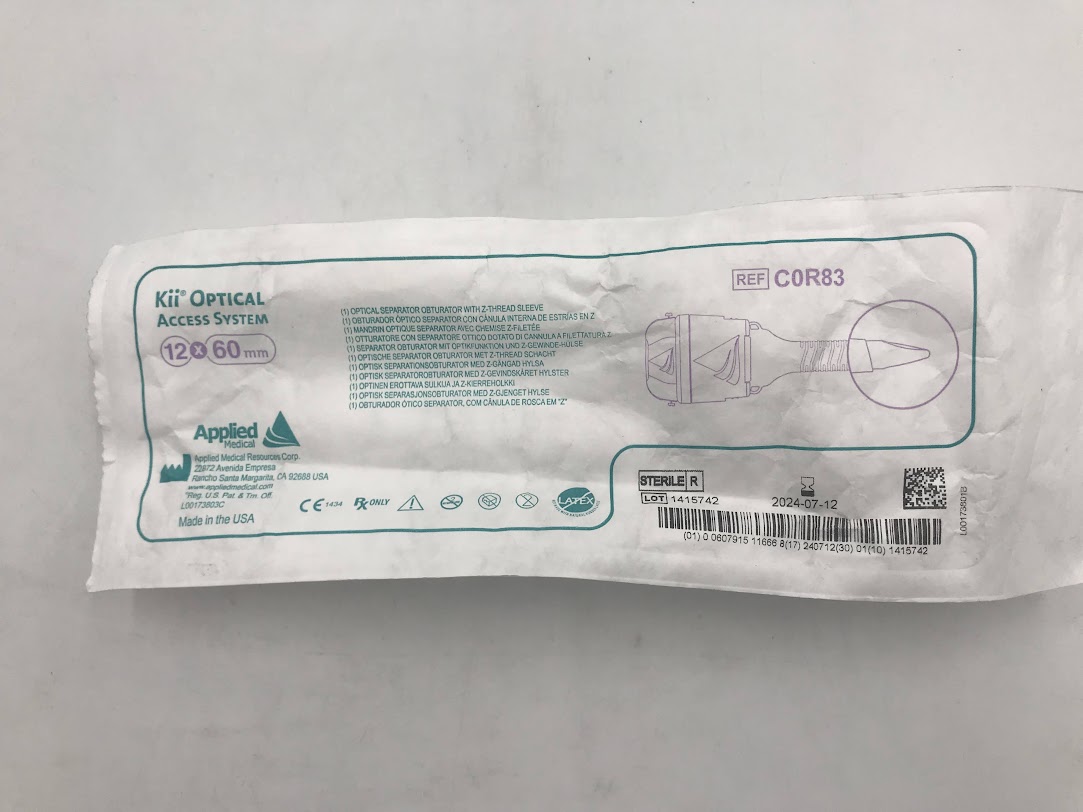 Kii® OPTICAL
ACCESS SYSTEM
12 x 60 mm
(1) OPTICAL SEPARATOR OBTURATOR WITH Z-THREAD SLEEVE
(1) OBTURADOR ÓPTICO SEPARATOR CON CÁNULA INTERNA DE ESTRÍAS EN Z
(1) MANDRIN OPTIQUE SEPARATOR AVEC CHEMISE Z-FILETÉE
(1) OTTURATORE CON SEPARATORE OTTICO DOTATO DI CANNULA A FILETTATURA Z
(1) SEPARATOR OBTURATOR MIT OPTIKFUNKTION UND Z-GEWINDE-HÜLSE
(1) OPTISCHE SEPARATOR OBTURATOR MET Z-THREAD SCHACHT
(1) OPTISK SEPARATIONSOBTURATOR MED Z-GÄNGAD HYLSA
(1) OPTISK SEPARATOROBTURATOR MED Z-GEVINDSKÅRET HYLSTER
(1) OPTINEN EROTTAVA SULKIJA JA Z-KIERREHOLKKI
(1) OPTISK SEPARASJONSOBTURATOR MED Z-GJENGET HYLSE
(1) OBTURADOR ÓTICO SEPARATOR, COM CÂNULA DE ROSCA EM "Z"
REF C0R83
Applied
Medical
Applied Medical Resources Corp.
22872 Avenida Empresa
Rancho Santa Margarita, CA 92688 USA
www.appliedmedical.com
*Reg. U.S. Pat & Tm. Off.
L00173803C
Made in the USA
CE 1434 Rx ONLY
LATEX
STERILE R
LOT 1415742
2024-07-12
L00173801B
(01) 0 0607915 11666 8(17) 240712(30) 01(10) 1415742